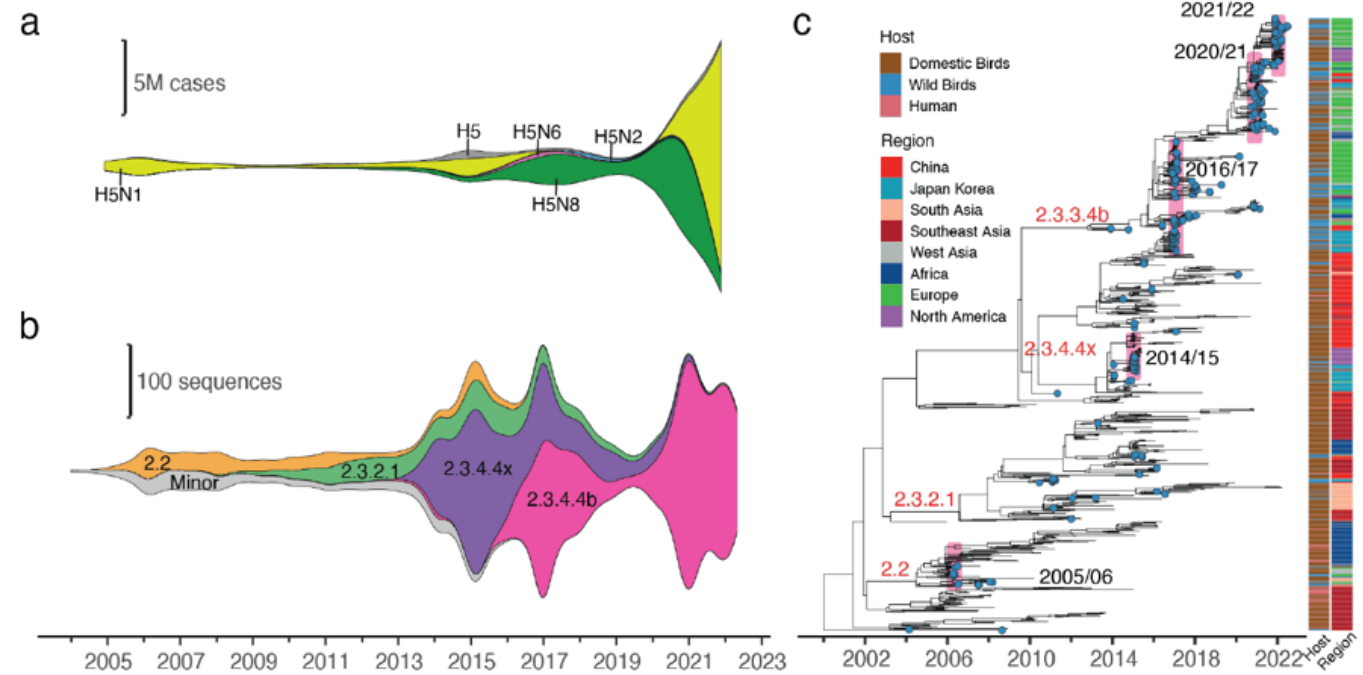 a
5M cases
H5
H5N6
H5N2
H5N1
H5N8
b
100 sequences
2.2
Minor
2.3.2.1
2.3.4.4x
2.3.4.4b
2005 2007 2009 2011 2013 2015 2017 2019 2021 2023
c
Host
Domestic Birds
Wild Birds
Human
Region
China
Japan Korea
South Asia
Southeast Asia
West Asia
Africa
Europe
North America
2021/22
2020/21
2016/17
2.3.3.4b
2.3.4.4x
2014/15
2.3.2.1
2.2
2005/06
2002 2006 2010 2014 2018 2022
Host
Region